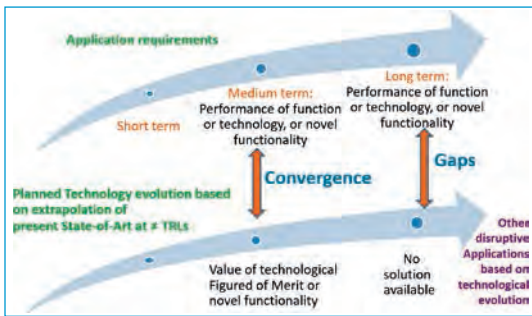 Application requirements
Short term
Medium term:
Performance of function
or technology, or novel
functionality
Long term:
Performance of function
or technology, or novel
functionality
Convergence
Gaps
Planned Technology evolution based
on extrapolation of
present State-of-Art at ≠ TRLs
Value of technological
Figured of Merit or
novel functionality
No
solution
available
Other
disruptive
Applications
based on
technological
evolution